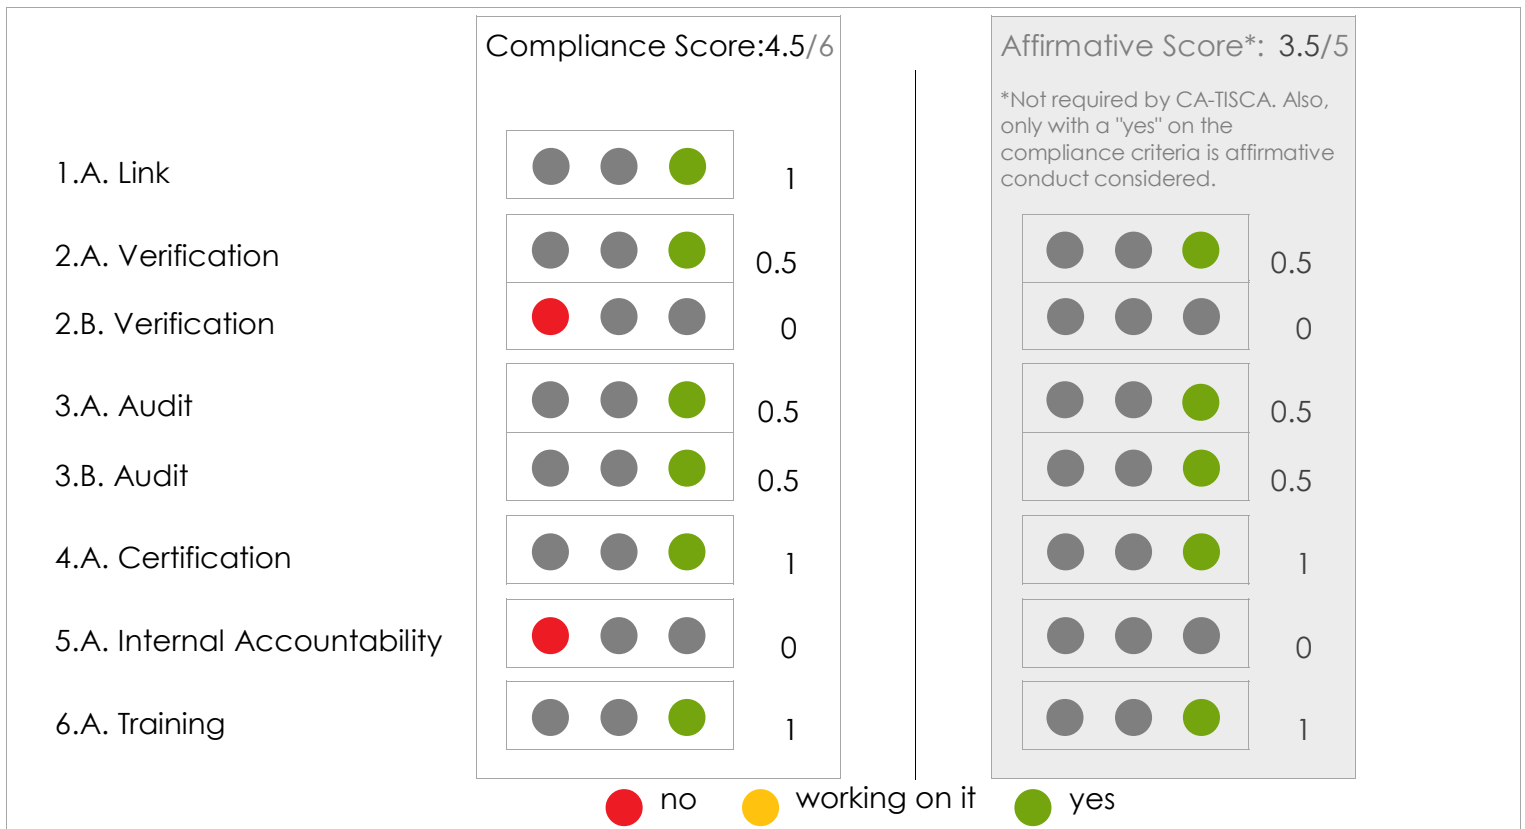 Compliance Score:4.5/6
Affirmative Score*: 3.5/5
*Not required by CA-TISCA. Also,
only with a "yes" on the
compliance criteria is affirmative
conduct considered.
1.A. Link 1
2.A. Verification 0.5 0.5
2.B. Verification 0 0
3.A. Audit 0.5 0.5
3.B. Audit 0.5 0.5
4.A. Certification 1 1
5.A. Internal Accountability 0 0
6.A. Training 1 1
no working on it yes